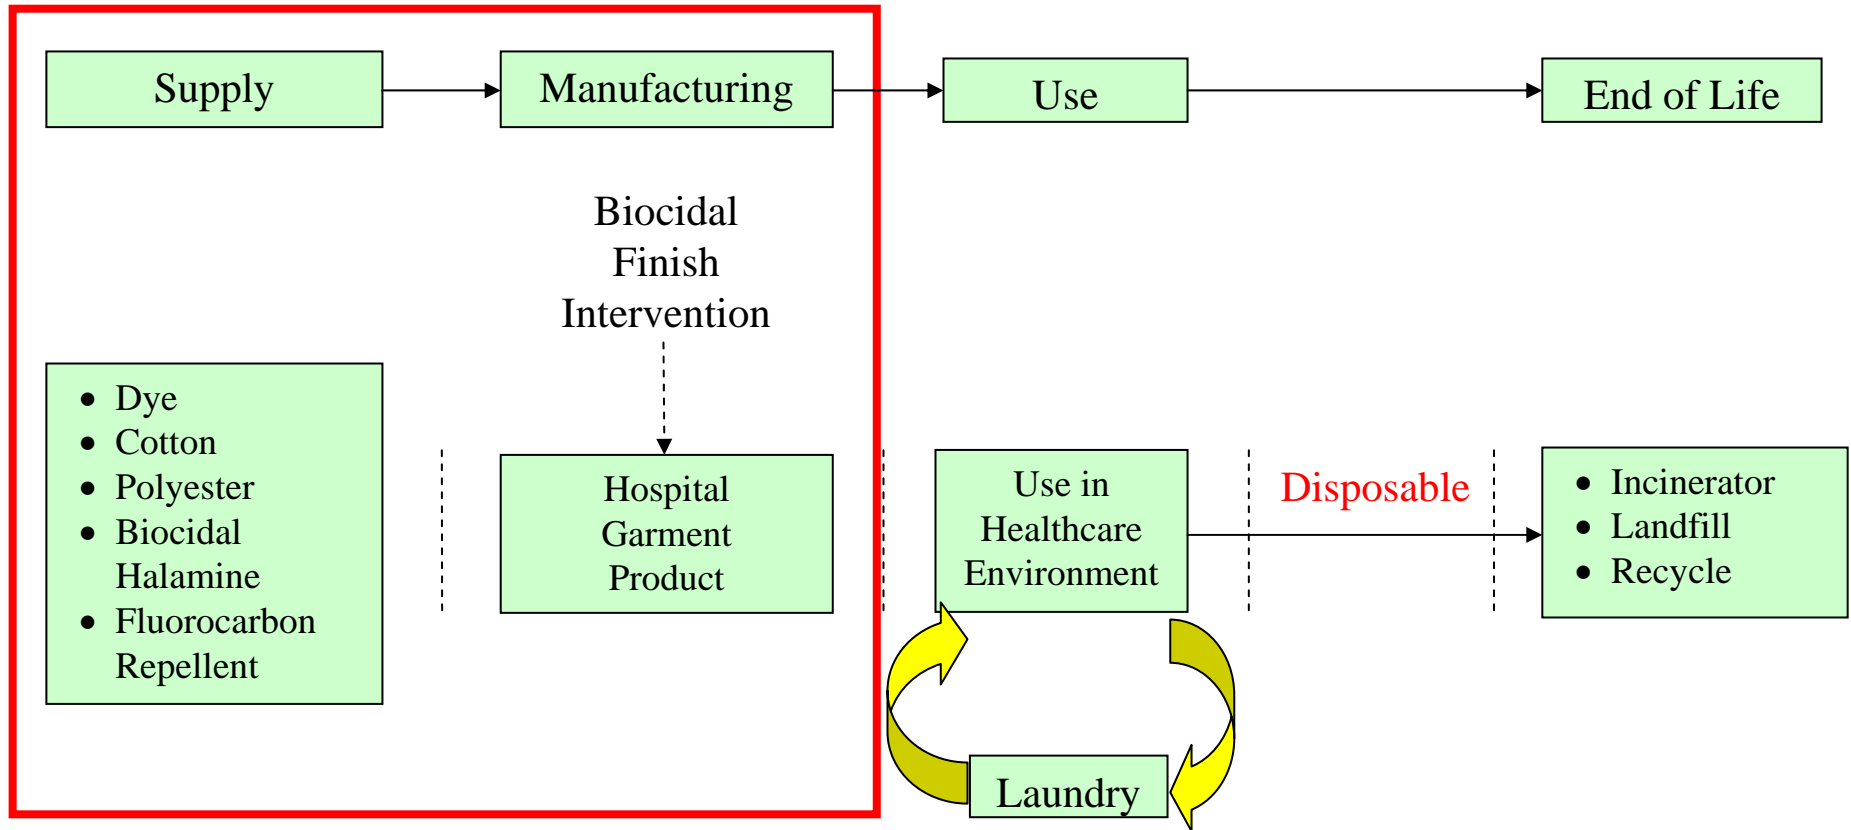 Supply
Manufacturing
Use
End of Life
Biocidal
Finish
Intervention
• Dye
• Cotton
• Polyester
• Biocidal
Halamine
• Fluorocarbon
Repellent
Hospital
Garment
Product
Use in
Healthcare
Environment
Disposable
• Incinerator
• Landfill
• Recycle
Laundry